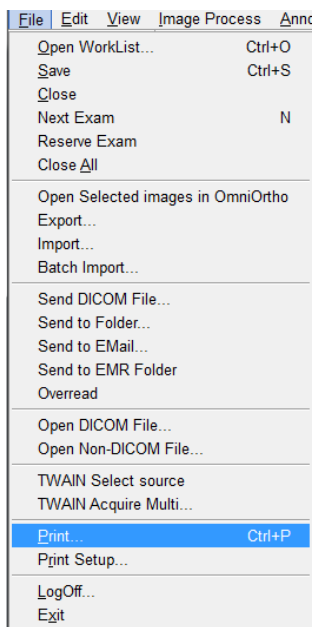 File Edit View Image Process Anno
Open WorkList... Ctrl+O
Save Ctrl+S
Close
Next Exam N
Reserve Exam
Close All
Open Selected images in OmniOrtho
Export...
Import...
Batch Import...
Send DICOM File...
Send to Folder...
Send to EMail...
Send to EMR Folder
Overread
Open DICOM File...
Open Non-DICOM File...
TWAIN Select source
TWAIN Acquire Multi...
Print... Ctrl+P
Print Setup...
LogOff...
Exit